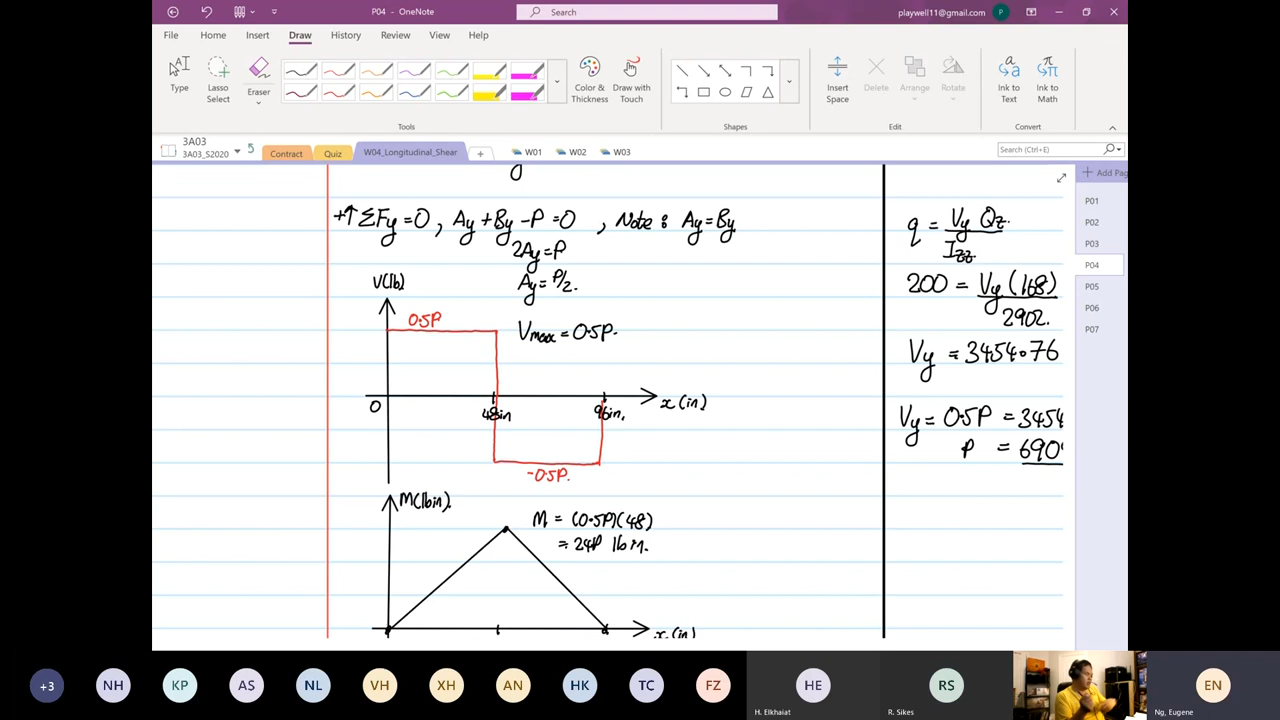 P04 - OneNote
Search
playwell11@gmail.com
P
File
Home
Insert
Draw
History
Review
View
Help
Type
Lasso Select
Eraser
Color & Thickness
Draw with Touch
Insert Space
Delete
Arrange
Rotate
Ink to Text
Ink to Math
Tools
Shapes
Edit
Convert
3A03
3A03_S2020
5
Contract
Quiz
W04_Longitudinal_Shear
W01
W02
W03
Search (Ctrl+E)
Add Pag
P01
P02
P03
P04
P05
P06
P07
+↑ ΣFy = 0, Ay + By - P = 0, Note: Ay = By
2Ay = P
Ay = P/2.
V(lb)
0.5P
Vmax = 0.5P.
0
48in
96in.
x (in)
-0.5P.
M(lbin).
M = (0.5P)(48)
= 24P lb in.
x (in)
q = Vy Qz. / Izz.
200 = Vy (168) / 2902.
Vy = 3454.76
Vy = 0.5P = 3454
P = 690
+3
NH
KP
AS
NL
VH
XH
AN
HK
TC
FZ
HE
H. Elkhaiat
RS
R. Sikes
EN
Ng, Eugene